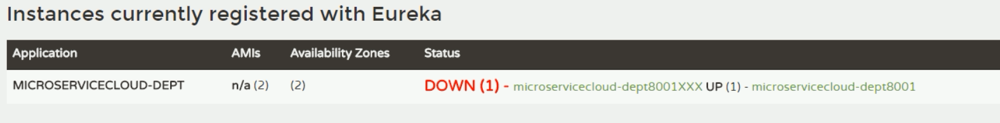 Instances currently registered with Eureka
Application AMIs Availability Zones Status
MICROSERVICECLOUD-DEPT n/a (2) (2) DOWN (1) - microservicecloud-dept8001XXX UP (1) - microservicecloud-dept8001